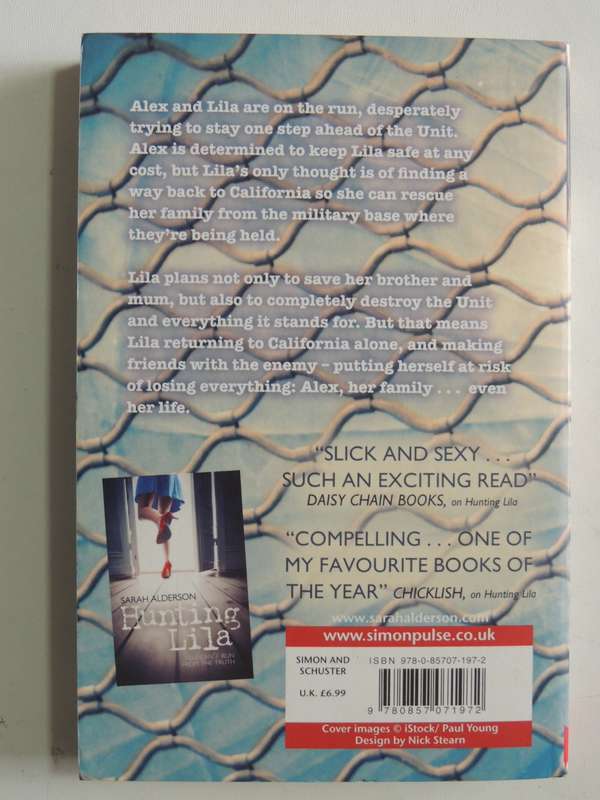 Alex and Lila are on the run, desperately
trying to stay one step ahead of the Unit.
Alex is determined to keep Lila safe at any
cost, but Lila's only thought is of finding a
way back to California so she can rescue
her family from the military base where
they're being held.
Lila plans not only to save her brother and
mum, but also to completely destroy the Unit
and everything it stands for. But that means
Lila returning to California alone, and making
friends with the enemy – putting herself at risk
of losing everything: Alex, her family . . . even
her life.
"SLICK AND SEXY . . .
SUCH AN EXCITING READ"
DAISY CHAIN BOOKS, on Hunting Lila
"COMPELLING . . . ONE OF
MY FAVOURITE BOOKS OF
THE YEAR" CHICKLISH, on Hunting Lila
SARAH ALDERSON
Hunting
Lila
RUN
FROM THE TRUTH
www.sarahalderson.com
www.simonpulse.co.uk
SIMON AND
SCHUSTER
U.K. £6.99
ISBN 978-0-85707-197-2
9 780857 071972
Cover images © iStock/ Paul Young
Design by Nick Stearn